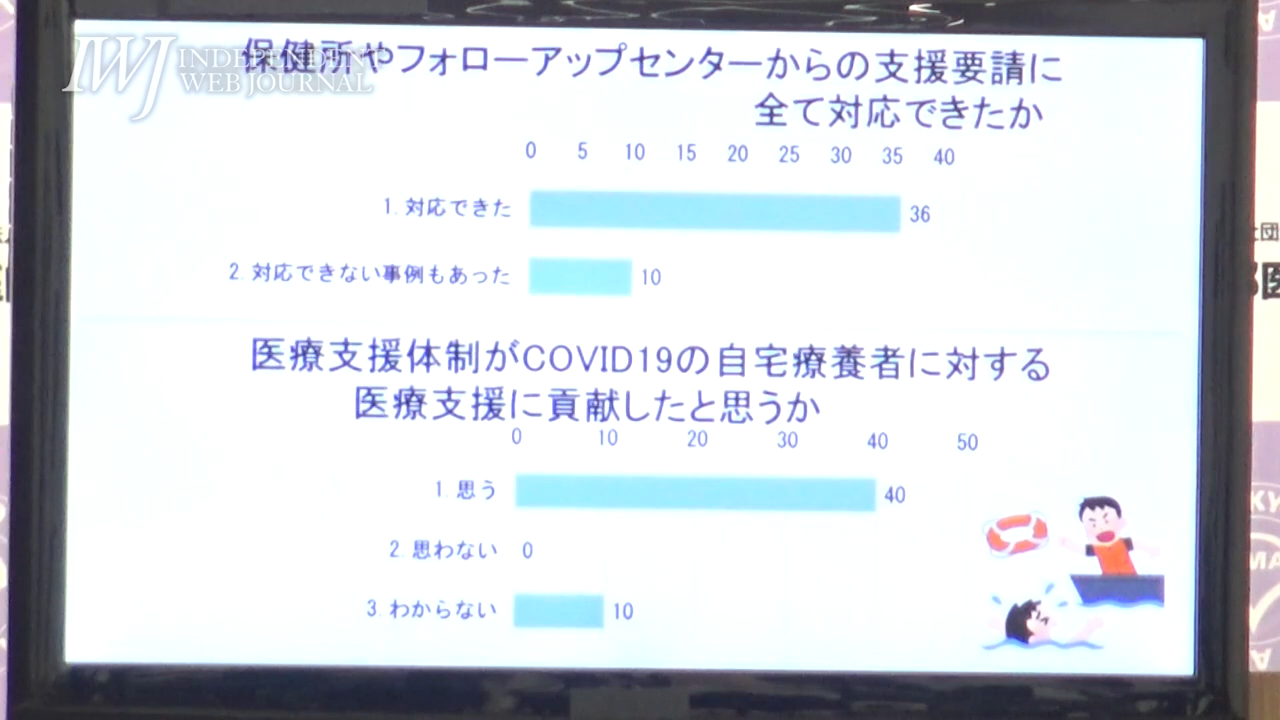 IWJ INDEPENDENT
WEB JOURNAL
保健所やフォローアップセンターからの支援要請に
全て対応できたか
0 5 10 15 20 25 30 35 40
1. 対応できた 36
2. 対応できない事例もあった 10
医療支援体制がCOVID19の自宅療養者に対する
医療支援に貢献したと思うか
0 10 20 30 40 50
1. 思う 40
2. 思わない 0
3. わからない 10